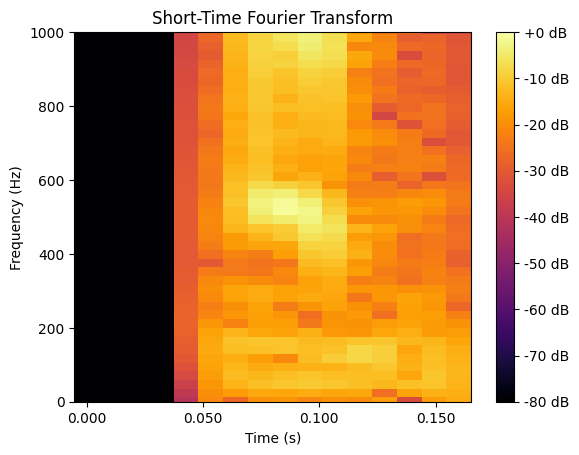 Short-Time Fourier Transform
1000
800
600
400
200
0
Frequency (Hz)
0.000
0.050
0.100
0.150
Time (s)
+0 dB
-10 dB
-20 dB
-30 dB
-40 dB
-50 dB
-60 dB
-70 dB
-80 dB